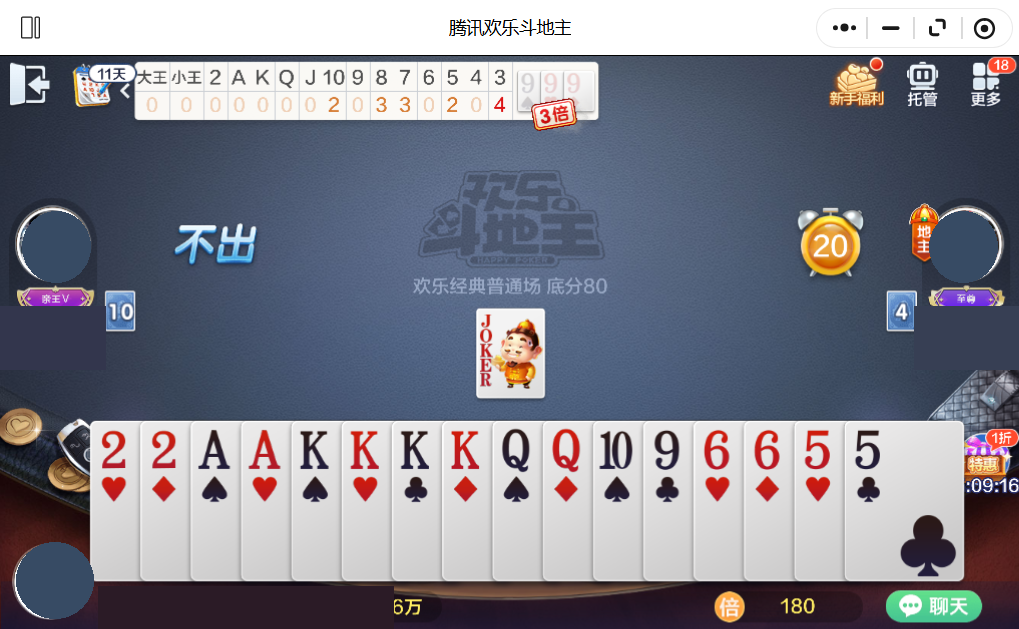 腾讯欢乐斗地主
11天
大王 小王 2 A K Q J 10 9 8 7 6 5 4 3
0 0 0 0 0 0 0 2 0 3 3 0 2 0 4
9 9 9
3倍
新手福利
托管
18
更多
欢乐
斗地主
HAPPY POKER
欢乐经典普通场 底分80
不出
20
地主
亲王V
至尊
10
4
JOKER
2 2 A A K K K K Q Q 10 9 6 6 5 5
1折
特惠
:09:16
6万
倍 180
聊天